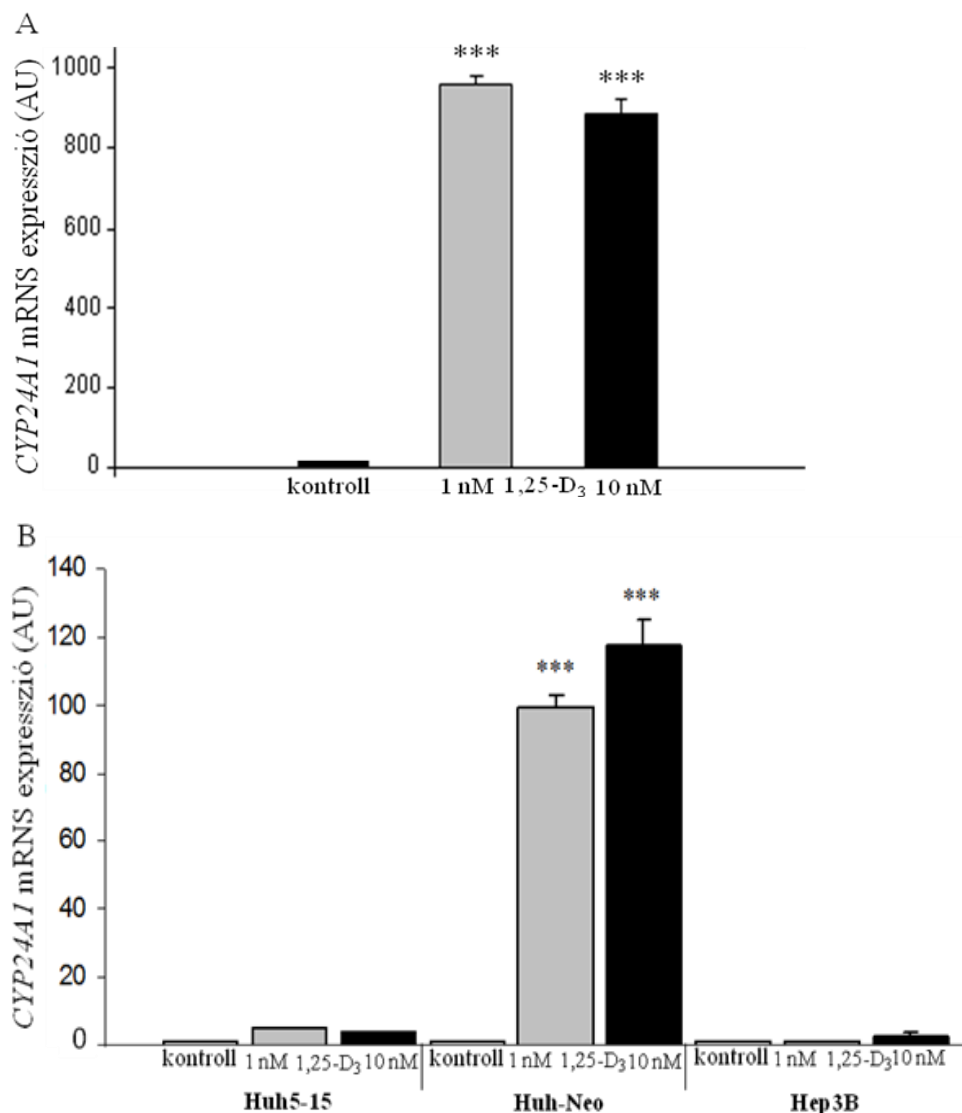 A
CYP24A1 mRNS expresszió (AU)
1000
800
600
400
200
0
*** ***
kontroll 1 nM 1,25-D₃ 10 nM
B
CYP24A1 mRNS expresszió (AU)
140
120
100
80
60
40
20
0
***
***
kontroll 1 nM 1,25-D₃ 10 nM kontroll 1 nM 1,25-D₃ 10 nM kontroll 1 nM 1,25-D₃ 10 nM
Huh5-15 Huh-Neo Hep3B